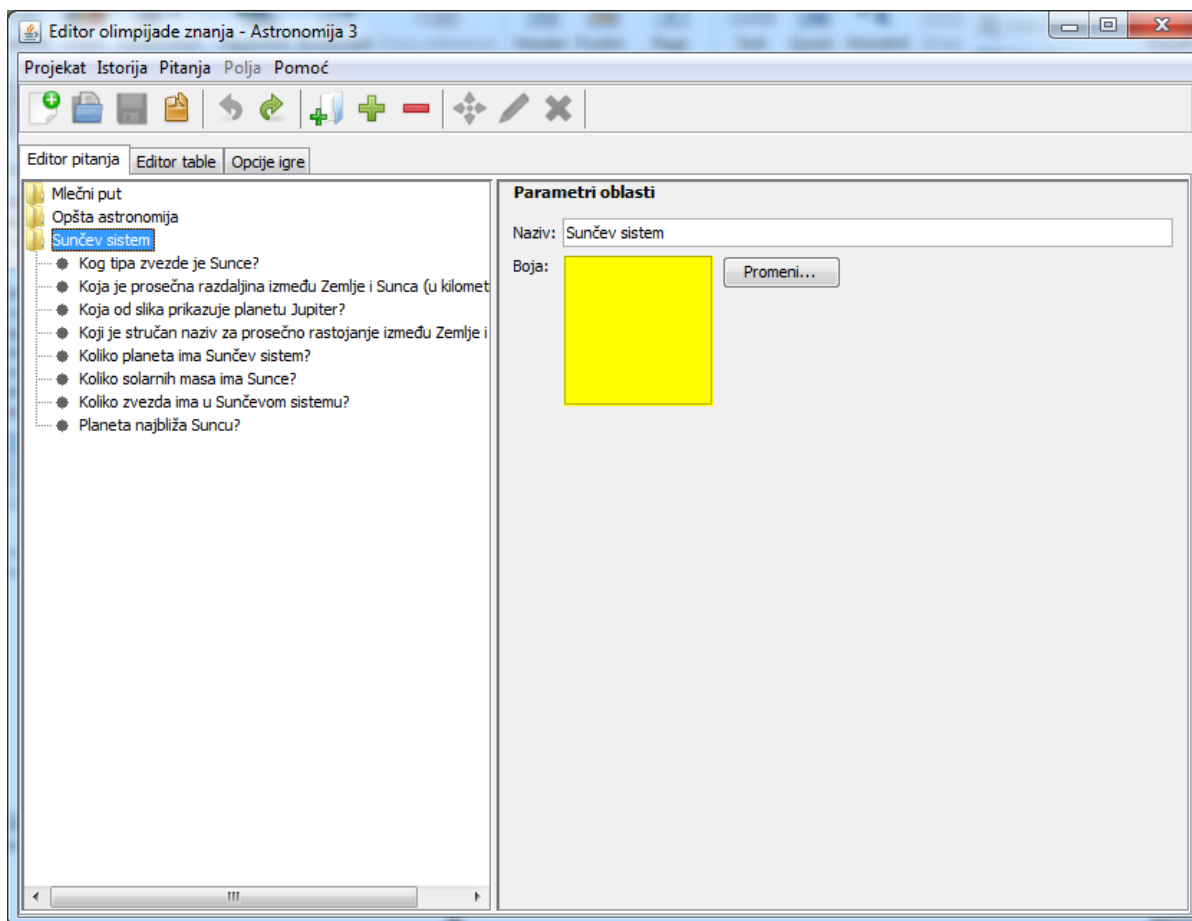 Editor olimpijade znanja - Astronomija 3
Projekat Istorija Pitanja Polja Pomoć
Editor pitanja Editor table Opcije igre
Mlečni put
Opšta astronomija
Sunčev sistem
Kog tipa zvezde je Sunce?
Koja je prosečna razdaljina između Zemlje i Sunca (u kilomet
Koja od slika prikazuje planetu Jupiter?
Koji je stručan naziv za prosečno rastojanje između Zemlje i
Koliko planeta ima Sunčev sistem?
Koliko solarnih masa ima Sunce?
Koliko zvezda ima u Sunčevom sistemu?
Planeta najbliža Suncu?
Parametri oblasti
Naziv: Sunčev sistem
Boja:
Promeni...